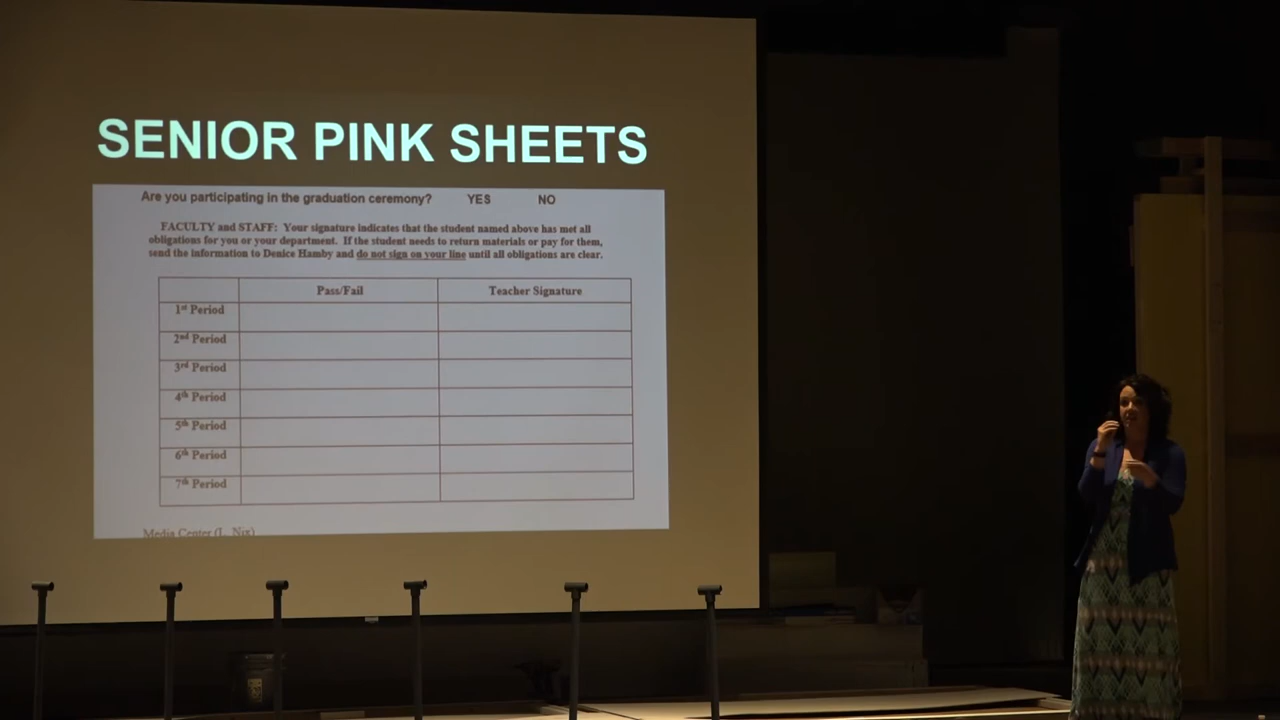 SENIOR PINK SHEETS
Are you participating in the graduation ceremony? YES NO
FACULTY and STAFF: Your signature indicates that the student named above has met all
obligations for you or your department. If the student needs to return materials or pay for them,
send the information to Denice Hamby and do not sign on your line until all obligations are clear.
Pass/Fail Teacher Signature
1st Period
2nd Period
3rd Period
4th Period
5th Period
6th Period
7th Period
Media Center (L. Nix)